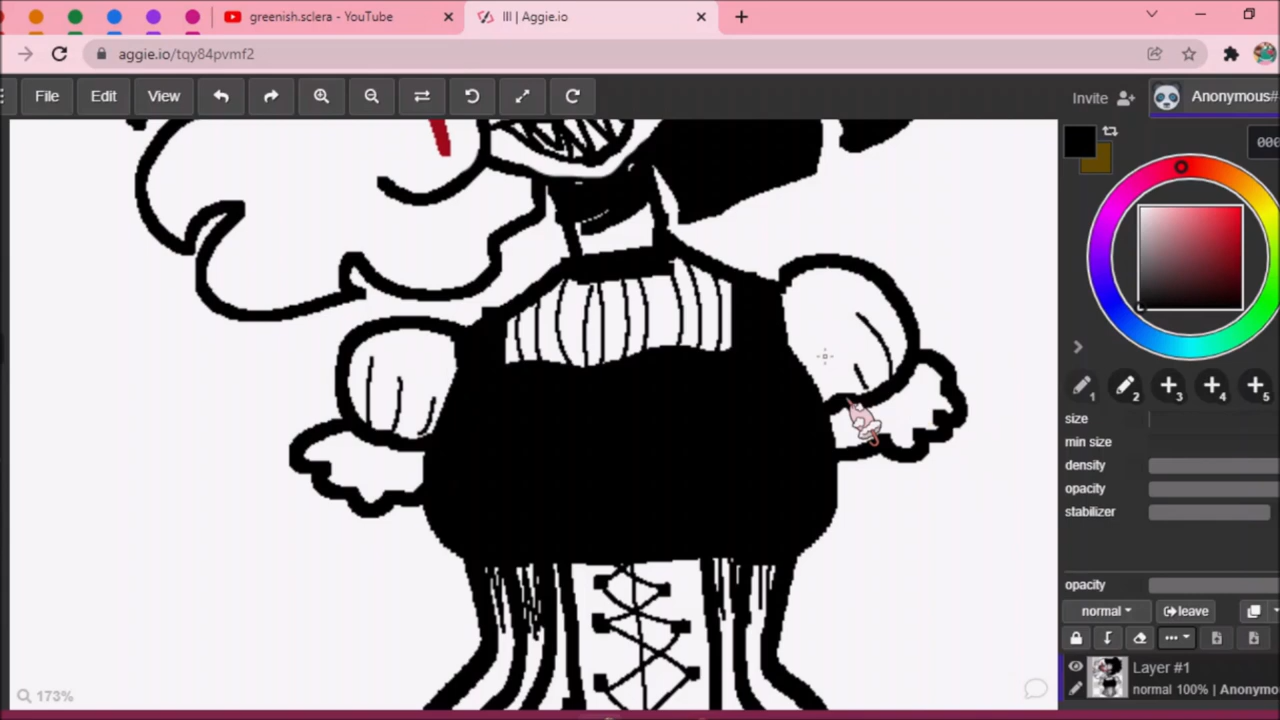 greenish.sclera - YouTube
lll | Aggie.io
aggie.io/tqy84pvmf2
File
Edit
View
Invite
Anonymous#
000
1
2
3
4
5
size
min size
density
opacity
stabilizer
opacity
normal
leave
Layer #1
normal 100% | Anonymo
173%